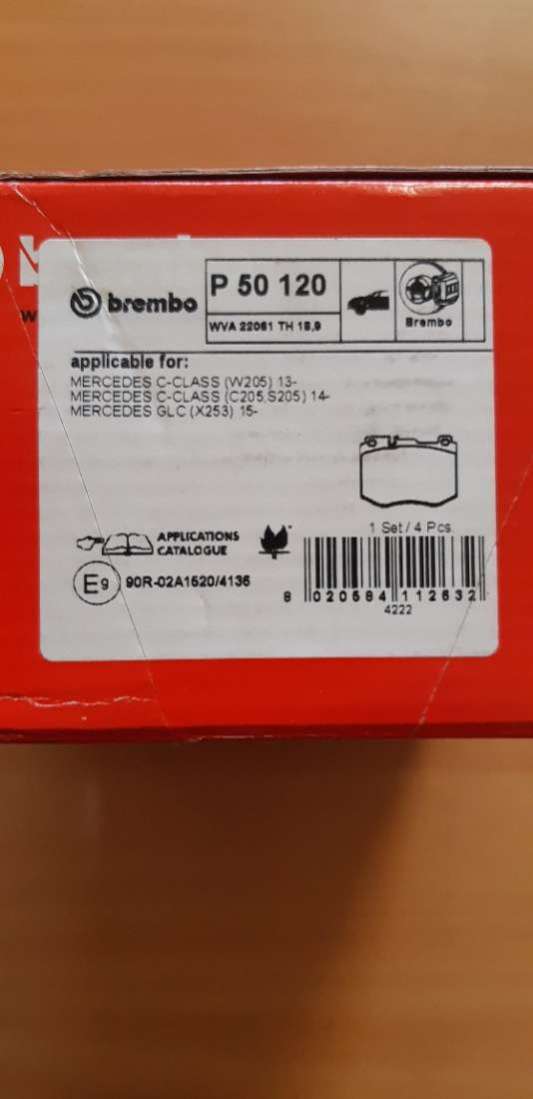 brembo
P 50 120
WVA 22061 TH 18,9
Brembo
applicable for:
MERCEDES C-CLASS (W205) 13-
MERCEDES C-CLASS (C205,S205) 14-
MERCEDES GLC (X253) 15-
1 Set / 4 Pcs.
APPLICATIONS
CATALOGUE
E9 90R-02A1520/4136
8 020584 112632
4222